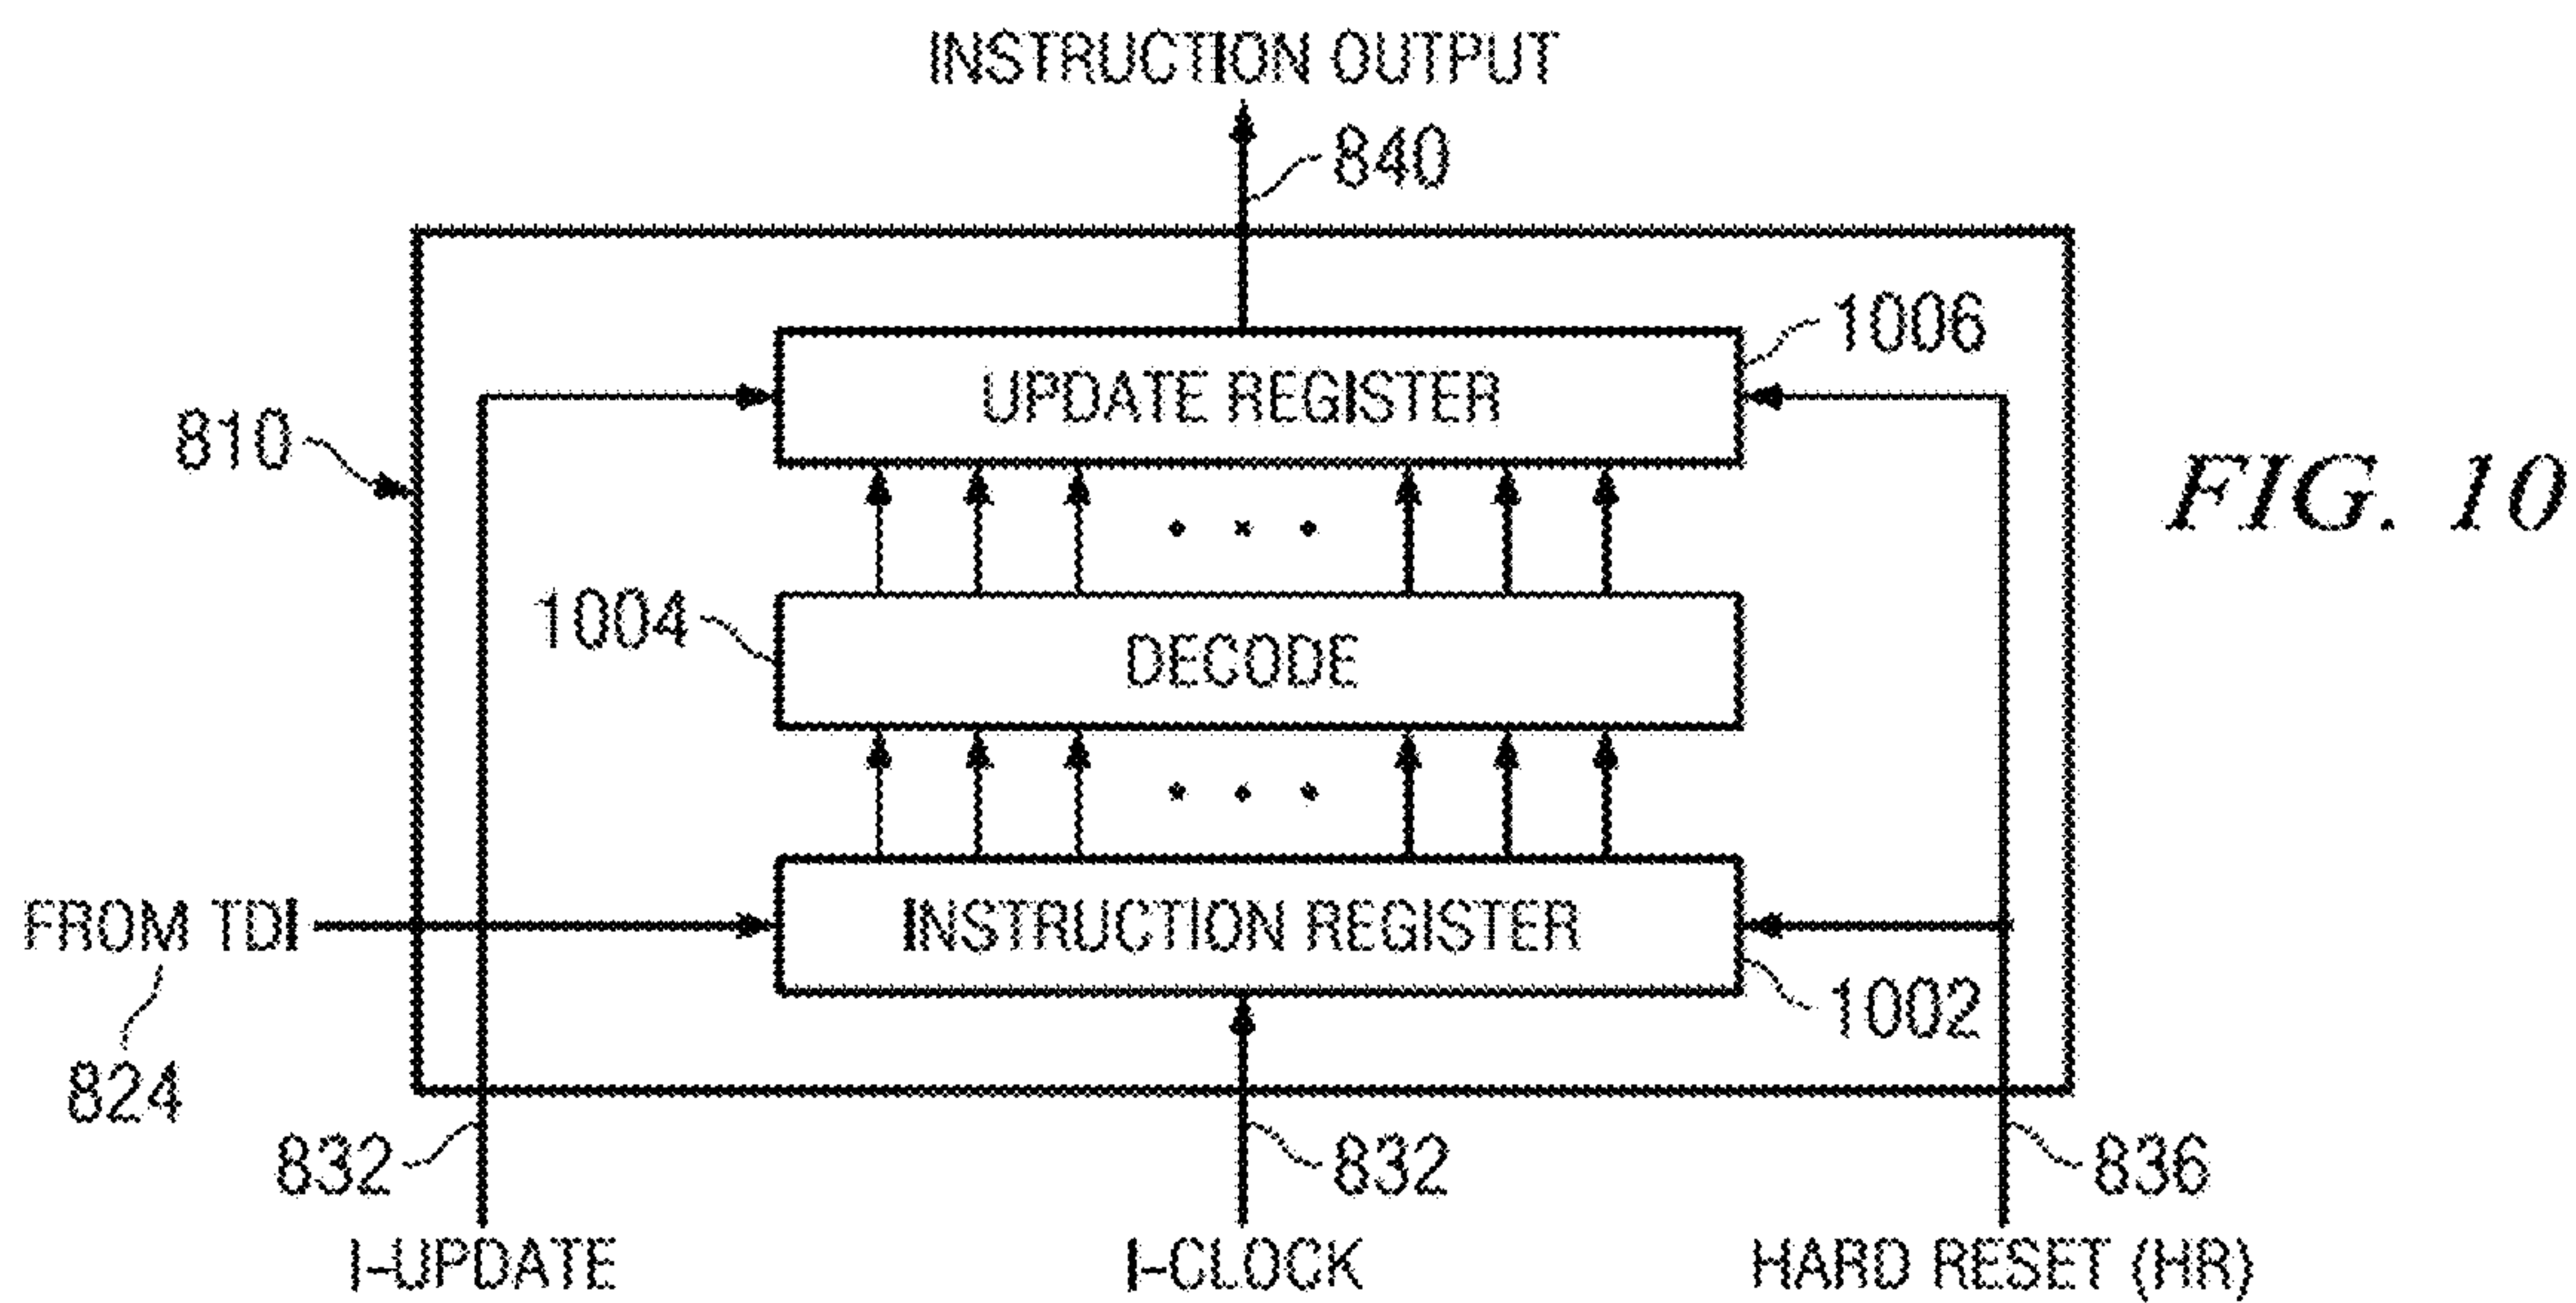 INSTRUCTION OUTPUT
840
1006
UPDATE REGISTER
810
FIG. 10
1004
DECODE
FROM TDI
INSTRUCTION REGISTER
1002
824
832
832
836
I-UPDATE
I-CLOCK
HARD RESET (HR)